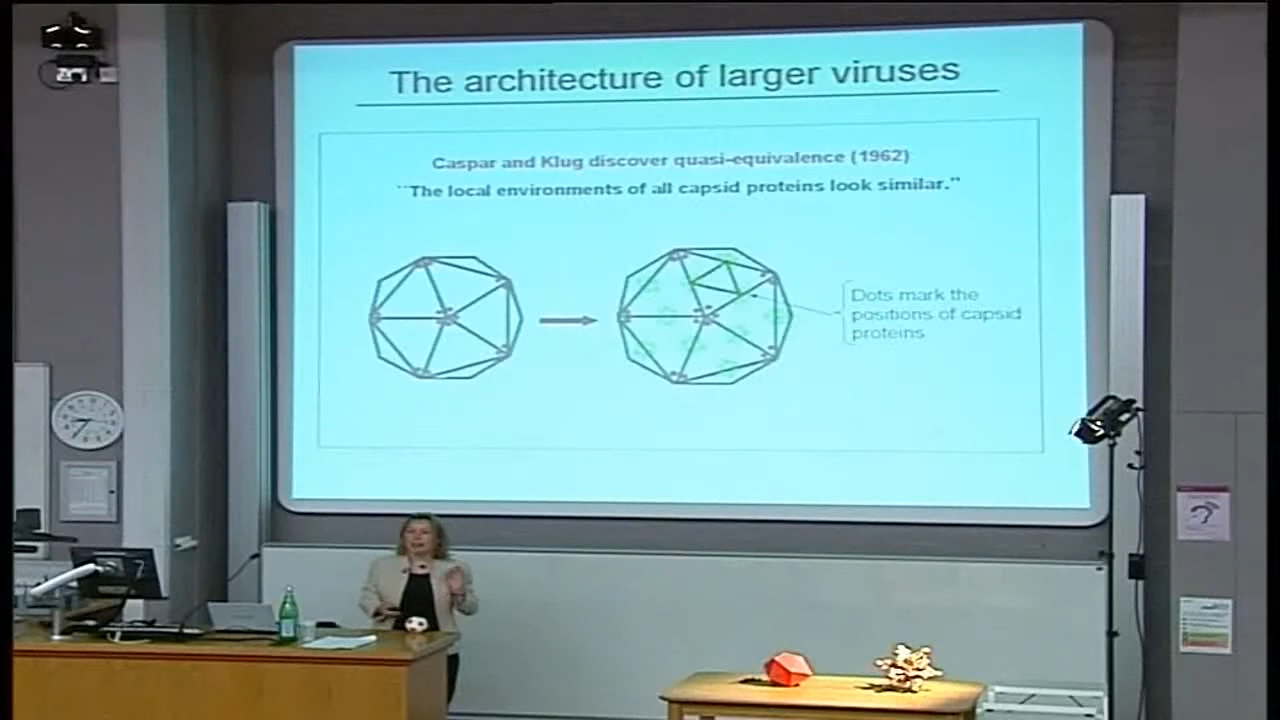 The architecture of larger viruses
Caspar and Klug discover quasi-equivalence (1962)
``The local environments of all capsid proteins look similar.”
Dots mark the
positions of capsid
proteins